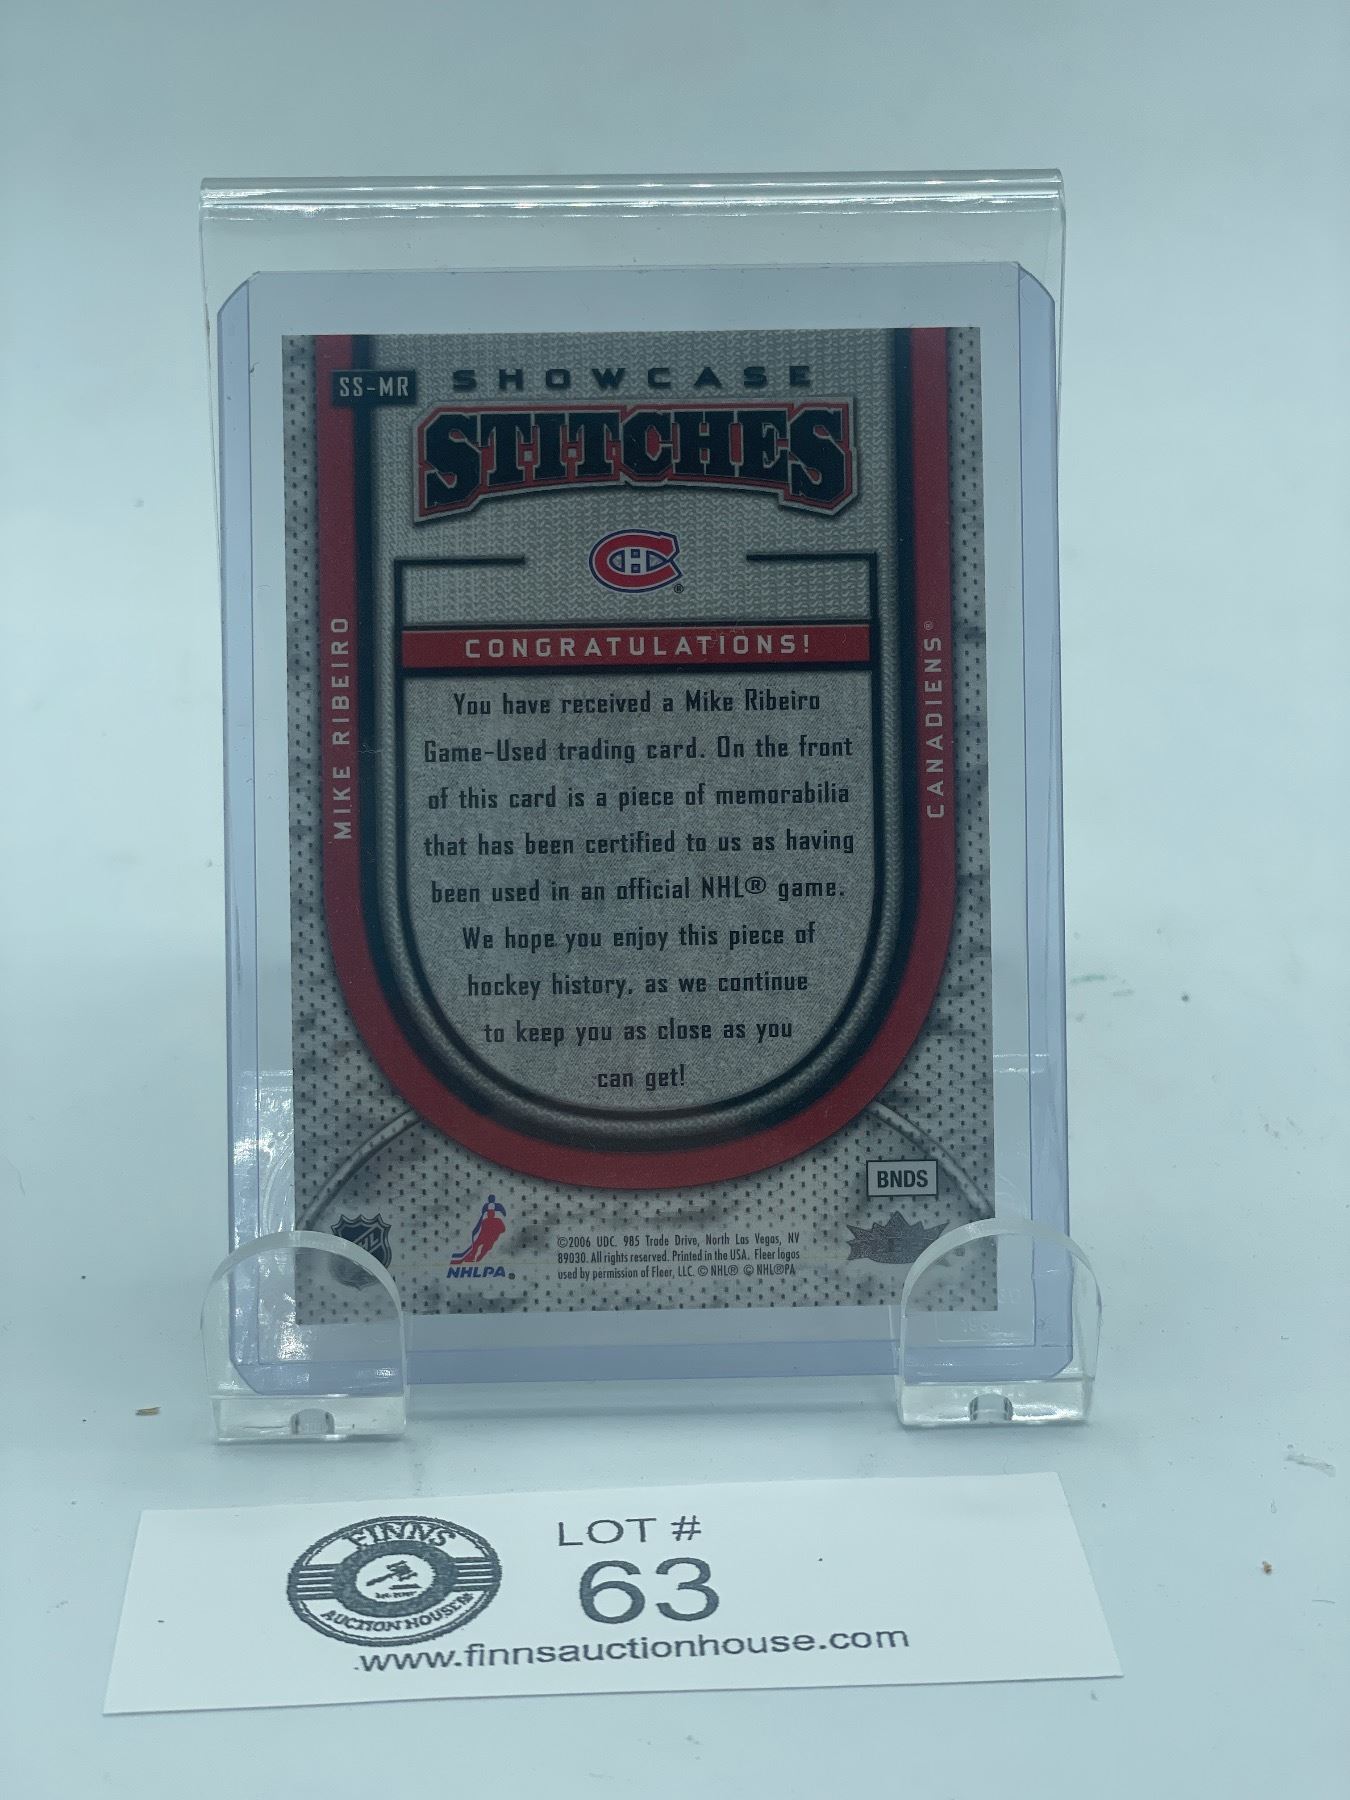 SS-MR
SHOWCASE
STITCHES
CH
®
MIKE RIBEIRO
CANADIENS®
CONGRATULATIONS!
You have received a Mike Ribeiro
Game-Used trading card. On the front
of this card is a piece of memorabilia
that has been certified to us as having
been used in an official NHL® game.
We hope you enjoy this piece of
hockey history, as we continue
to keep you as close as you
can get!
BNDS
NHL
NHLPA®
©2006 UDC. 985 Trade Drive, North Las Vegas, NV
89030. All rights reserved. Printed in the USA. Fleer logos
used by permission of Fleer, LLC. © NHL® © NHL®PA
FINNS
AUCTION HOUSE
LOT #
63
www.finnsauctionhouse.com